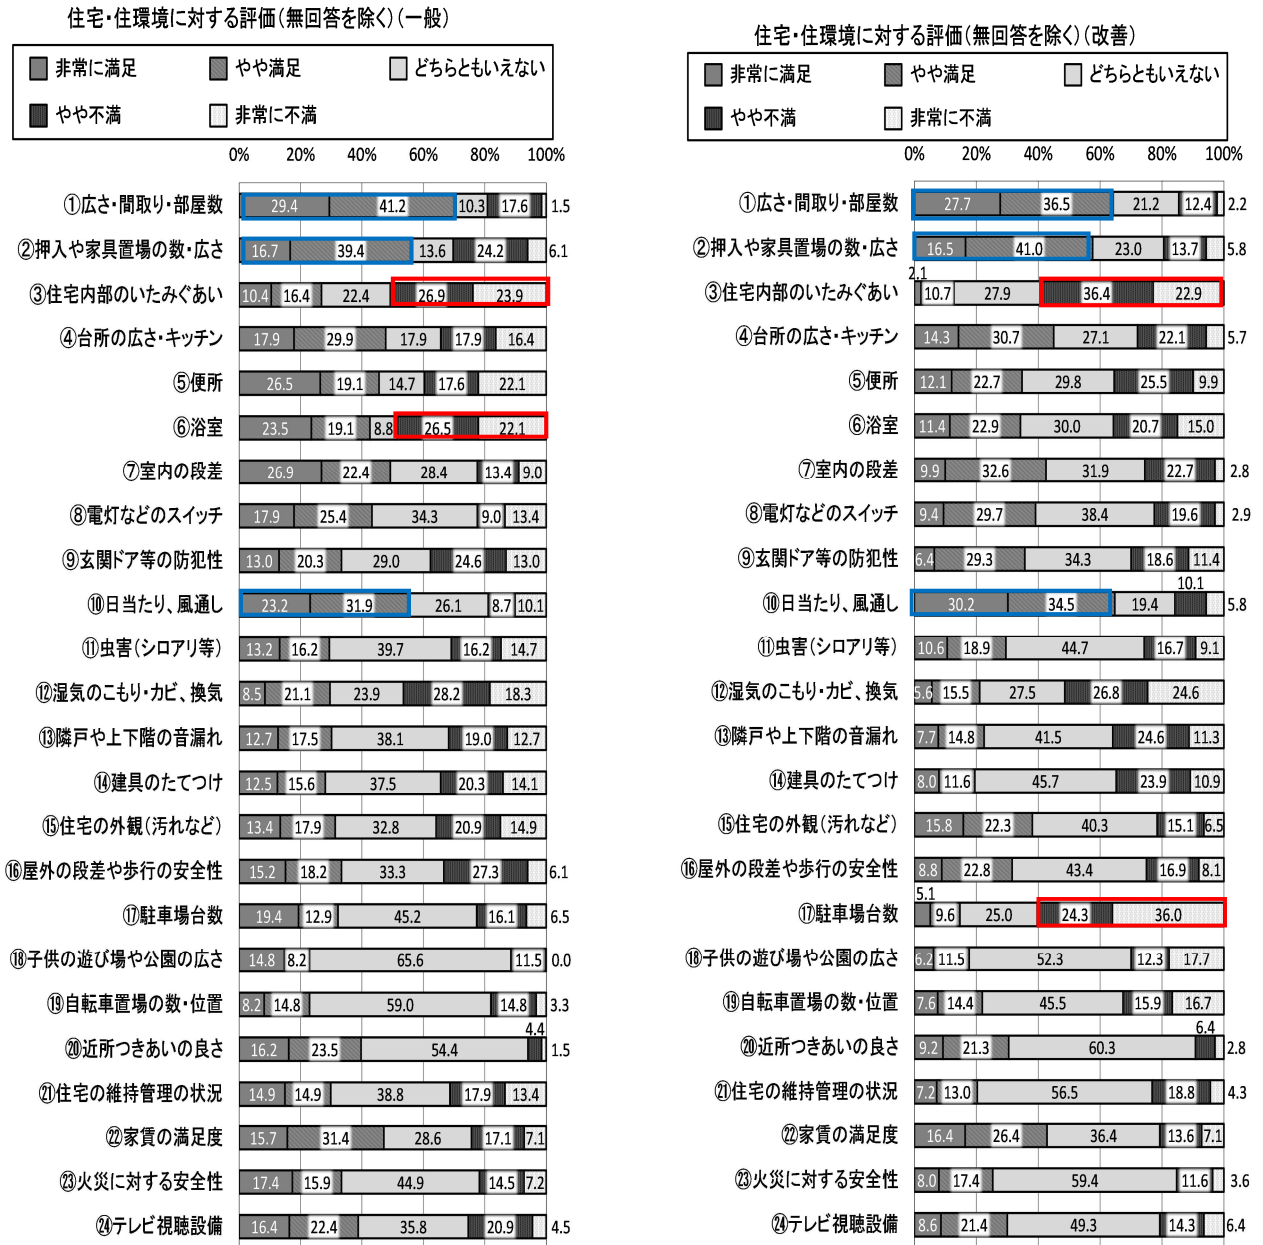 住宅・住環境に対する評価(無回答を除く)(一般)
非常に満足 やや満足 どちらともいえない
やや不満 非常に不満
0% 20% 40% 60% 80% 100%
①広さ・間取り・部屋数 29.4 41.2 10.3 17.6 1.5
②押入や家具置場の数・広さ 16.7 39.4 13.6 24.2 6.1
③住宅内部のいたみぐあい 10.4 16.4 22.4 26.9 23.9
④台所の広さ・キッチン 17.9 29.9 17.9 17.9 16.4
⑤便所 26.5 19.1 14.7 17.6 22.1
⑥浴室 23.5 19.1 8.8 26.5 22.1
⑦室内の段差 26.9 22.4 28.4 13.4 9.0
⑧電灯などのスイッチ 17.9 25.4 34.3 9.0 13.4
⑨玄関ドア等の防犯性 13.0 20.3 29.0 24.6 13.0
⑩日当たり、風通し 23.2 31.9 26.1 8.7 10.1
⑪虫害(シロアリ等) 13.2 16.2 39.7 16.2 14.7
⑫湿気のこもり・カビ、換気 8.5 21.1 23.9 28.2 18.3
⑬隣戸や上下階の音漏れ 12.7 17.5 38.1 19.0 12.7
⑭建具のたてつけ 12.5 15.6 37.5 20.3 14.1
⑮住宅の外観(汚れなど) 13.4 17.9 32.8 20.9 14.9
⑯屋外の段差や歩行の安全性 15.2 18.2 33.3 27.3 6.1
⑰駐車場台数 19.4 12.9 45.2 16.1 6.5
⑱子供の遊び場や公園の広さ 14.8 8.2 65.6 11.5 0.0
⑲自転車置場の数・位置 8.2 14.8 59.0 14.8 3.3
⑳近所つきあいの良さ 16.2 23.5 54.4 4.4 1.5
㉑住宅の維持管理の状況 14.9 14.9 38.8 17.9 13.4
㉒家賃の満足度 15.7 31.4 28.6 17.1 7.1
㉓火災に対する安全性 17.4 15.9 44.9 14.5 7.2
㉔テレビ視聴設備 16.4 22.4 35.8 20.9 4.5
住宅・住環境に対する評価(無回答を除く)(改善)
非常に満足 やや満足 どちらともいえない
やや不満 非常に不満
0% 20% 40% 60% 80% 100%
①広さ・間取り・部屋数 27.7 36.5 21.2 12.4 2.2
②押入や家具置場の数・広さ 16.5 41.0 23.0 13.7 5.8
③住宅内部のいたみぐあい 2.1 10.7 27.9 36.4 22.9
④台所の広さ・キッチン 14.3 30.7 27.1 22.1 5.7
⑤便所 12.1 22.7 29.8 25.5 9.9
⑥浴室 11.4 22.9 30.0 20.7 15.0
⑦室内の段差 9.9 32.6 31.9 22.7 2.8
⑧電灯などのスイッチ 9.4 29.7 38.4 19.6 2.9
⑨玄関ドア等の防犯性 6.4 29.3 34.3 18.6 11.4
⑩日当たり、風通し 30.2 34.5 19.4 10.1 5.8
⑪虫害(シロアリ等) 10.6 18.9 44.7 16.7 9.1
⑫湿気のこもり・カビ、換気 5.6 15.5 27.5 26.8 24.6
⑬隣戸や上下階の音漏れ 7.7 14.8 41.5 24.6 11.3
⑭建具のたてつけ 8.0 11.6 45.7 23.9 10.9
⑮住宅の外観(汚れなど) 15.8 22.3 40.3 15.1 6.5
⑯屋外の段差や歩行の安全性 8.8 22.8 43.4 16.9 8.1
⑰駐車場台数 5.1 9.6 25.0 24.3 36.0
⑱子供の遊び場や公園の広さ 6.2 11.5 52.3 12.3 17.7
⑲自転車置場の数・位置 7.6 14.4 45.5 15.9 16.7
⑳近所つきあいの良さ 9.2 21.3 60.3 6.4 2.8
㉑住宅の維持管理の状況 7.2 13.0 56.5 18.8 4.3
㉒家賃の満足度 16.4 26.4 36.4 13.6 7.1
㉓火災に対する安全性 8.0 17.4 59.4 11.6 3.6
㉔テレビ視聴設備 8.6 21.4 49.3 14.3 6.4